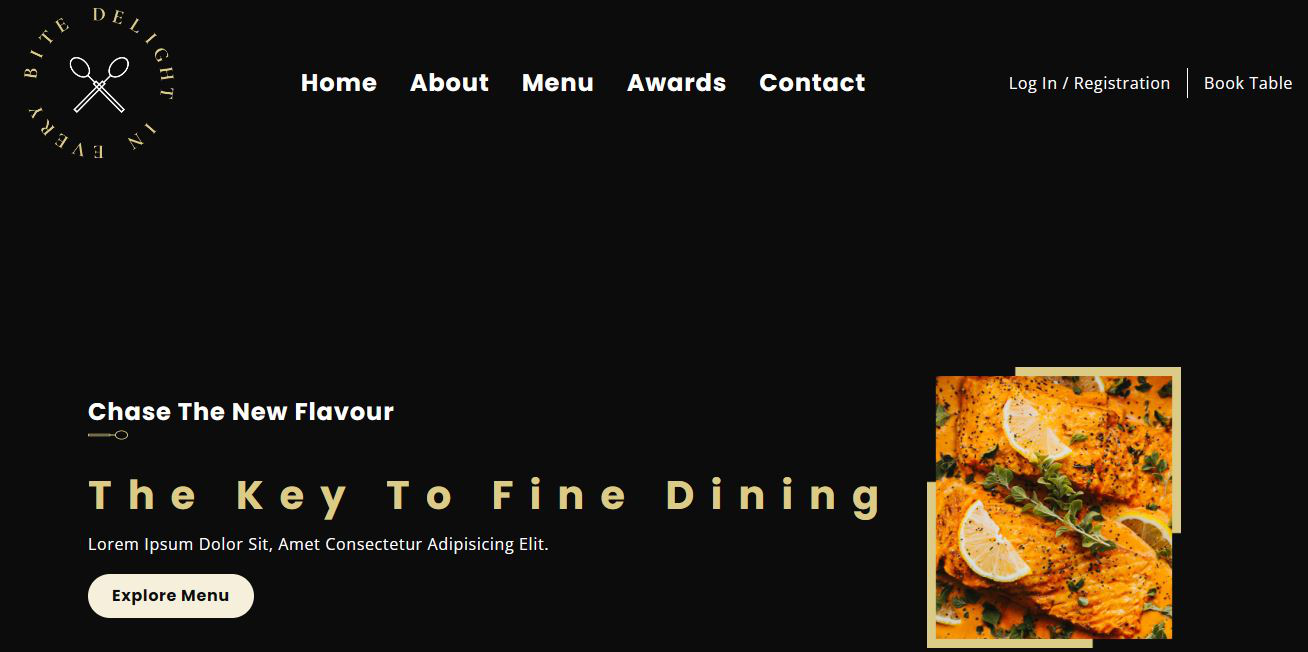 DELIGHT IN EVERY BITE
Home About Menu Awards Contact
Log In / Registration Book Table
Chase The New Flavour
The Key To Fine Dining
Lorem Ipsum Dolor Sit, Amet Consectetur Adipisicing Elit.
Explore Menu